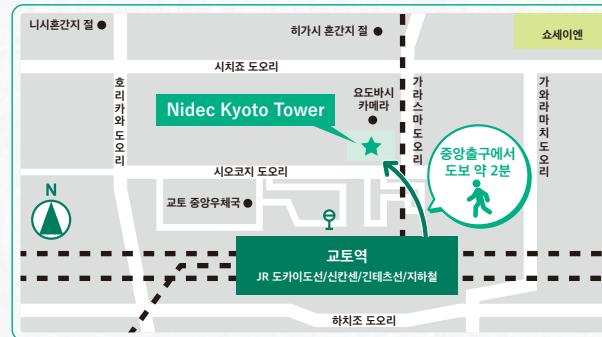 니시혼간지 절
히가시 혼간지 절
쇼세이엔
시치죠 도오리
호리카와 도오리
요도바시
카메라
가라스마 도오리
가와라마치 도오리
Nidec Kyoto Tower
중앙출구에서
도보 약 2분
시오코지 도오리
N
교토 중앙우체국
교토역
JR 도카이도선/신칸센/긴테츠선/지하철
하치조 도오리